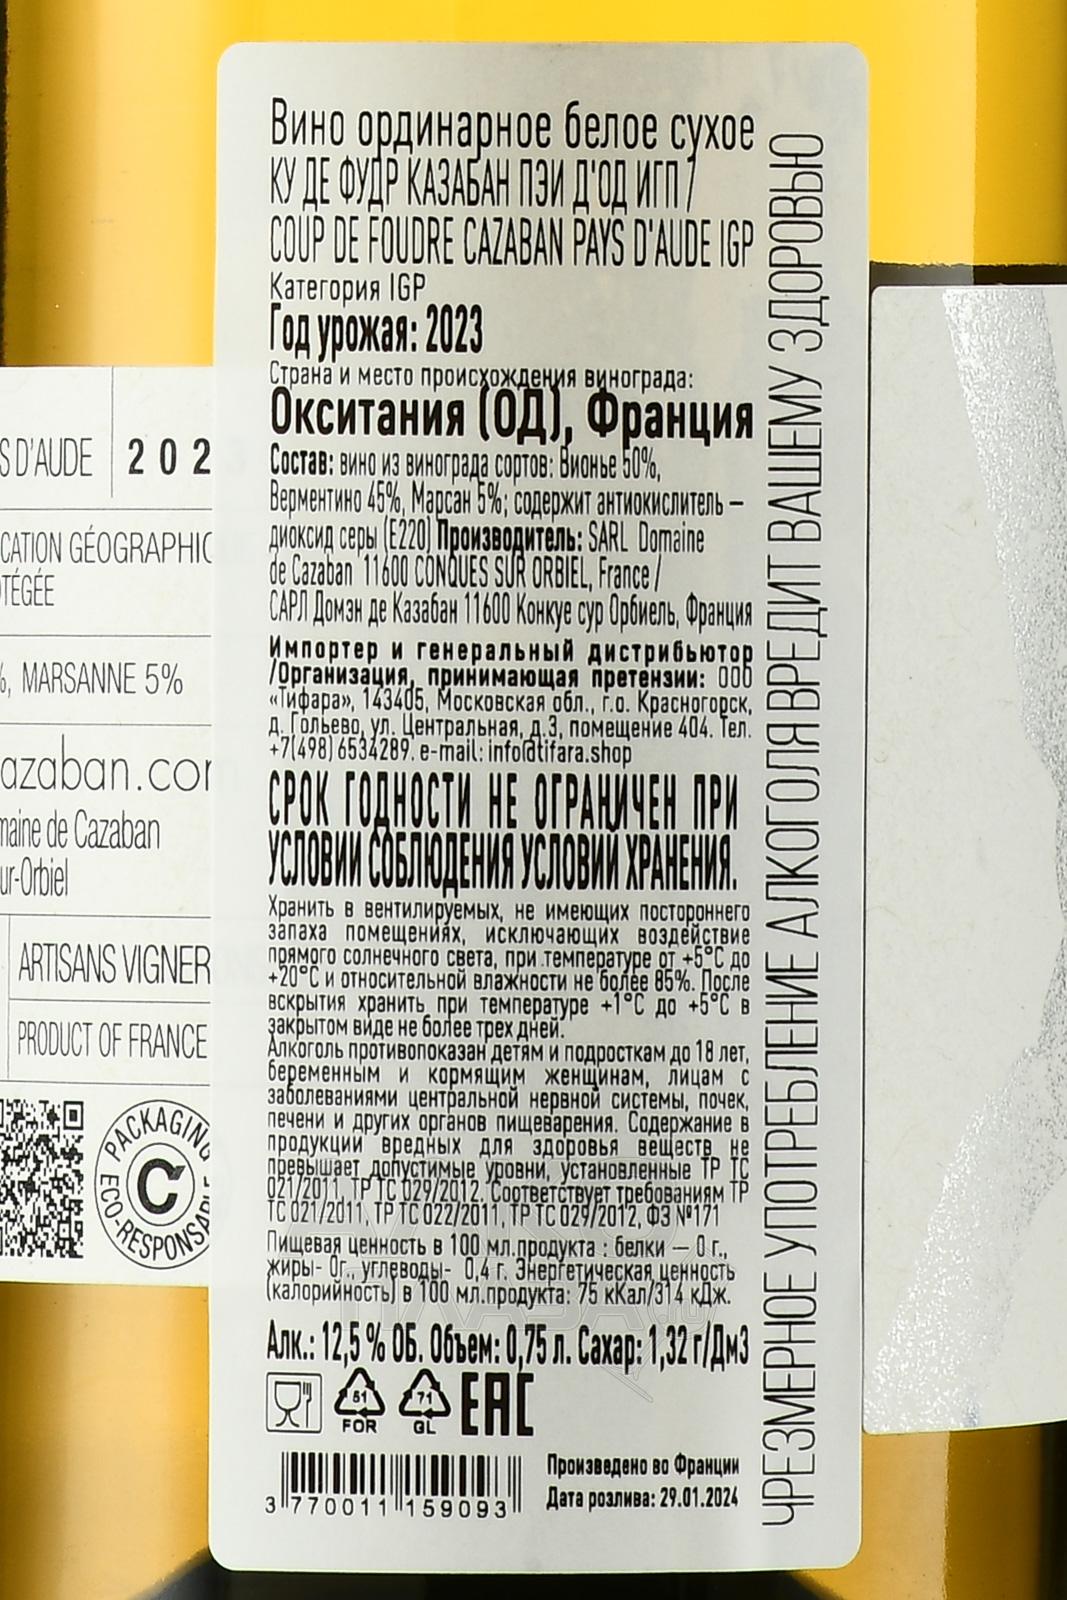 Вино ординарное белое сухое
КУ ДЕ ФУДР КАЗАБАН ПЭИ Д'ОД ИГП /
COUP DE FOUDRE CAZABAN PAYS D'AUDE IGP
Категория IGP
Год урожая: 2023
Страна и место происхождения винограда:
Окситания (ОД), Франция
Состав: вино из винограда сортов: Вионье 50%,
Верментино 45%, Марсан 5%; содержит антиокислитель –
диоксид серы (E220) Производитель: SARL Domaine
de Cazaban 11600 CONQUES SUR ORBIEL, France /
САРЛ Домэн де Казабан 11600 Конкуе сур Орбиель, Франция
Импортер и генеральный дистрибьютор
/Организация, принимающая претензии: ООО
«Тифара», 143405, Московская обл., г.о. Красногорск,
д. Гольево, ул. Центральная, д.3, помещение 404. Тел.
+7(498)6534289. e-mail: info@tifara.shop
СРОК ГОДНОСТИ НЕ ОГРАНИЧЕН ПРИ
УСЛОВИИ СОБЛЮДЕНИЯ УСЛОВИЙ ХРАНЕНИЯ.
Хранить в вентилируемых, не имеющих постороннего
запаха помещениях, исключающих воздействие
прямого солнечного света, при температуре от +5°C до
+20°C и относительной влажности не более 85%. После
вскрытия хранить при температуре +1°C до +5°C в
закрытом виде не более трех дней.
Алкоголь противопоказан детям и подросткам до 18 лет,
беременным и кормящим женщинам, лицам с
заболеваниями центральной нервной системы, почек,
печени и других органов пищеварения. Содержание в
продукции вредных для здоровья веществ не
превышает допустимые уровни, установленные ТР ТС
021/2011, ТР ТС 029/2012. Соответствует требованиям ТР
ТС 021/2011, ТР ТС 022/2011, ТР ТС 029/2012, ФЗ №171
Пищевая ценность в 100 мл.продукта : белки — 0 г.,
жиры- 0г., углеводы- 0,4 г. Энергетическая ценность
(калорийность) в 100 мл.продукта: 75 кКал/314 кДж.
Алк.: 12,5 % ОБ. Объем: 0,75 л. Сахар: 1,32 г/Дм3
51
FOR
71
GL
EAC
3 770011 159093
Произведено во Франции
Дата розлива: 29.01.2024
ЧРЕЗМЕРНОЕ УПОТРЕБЛЕНИЕ АЛКОГОЛЯ ВРЕДИТ ВАШЕМУ ЗДОРОВЬЮ
S D'AUDE
202
CATION GÉOGRAPHIC
TÉGÉE
%, MARSANNE 5%
azaban.com
maine de Cazaban
ur-Orbiel
ARTISANS VIGNER
PRODUCT OF FRANCE
PACKAGING
ECO-RESPONSABLE